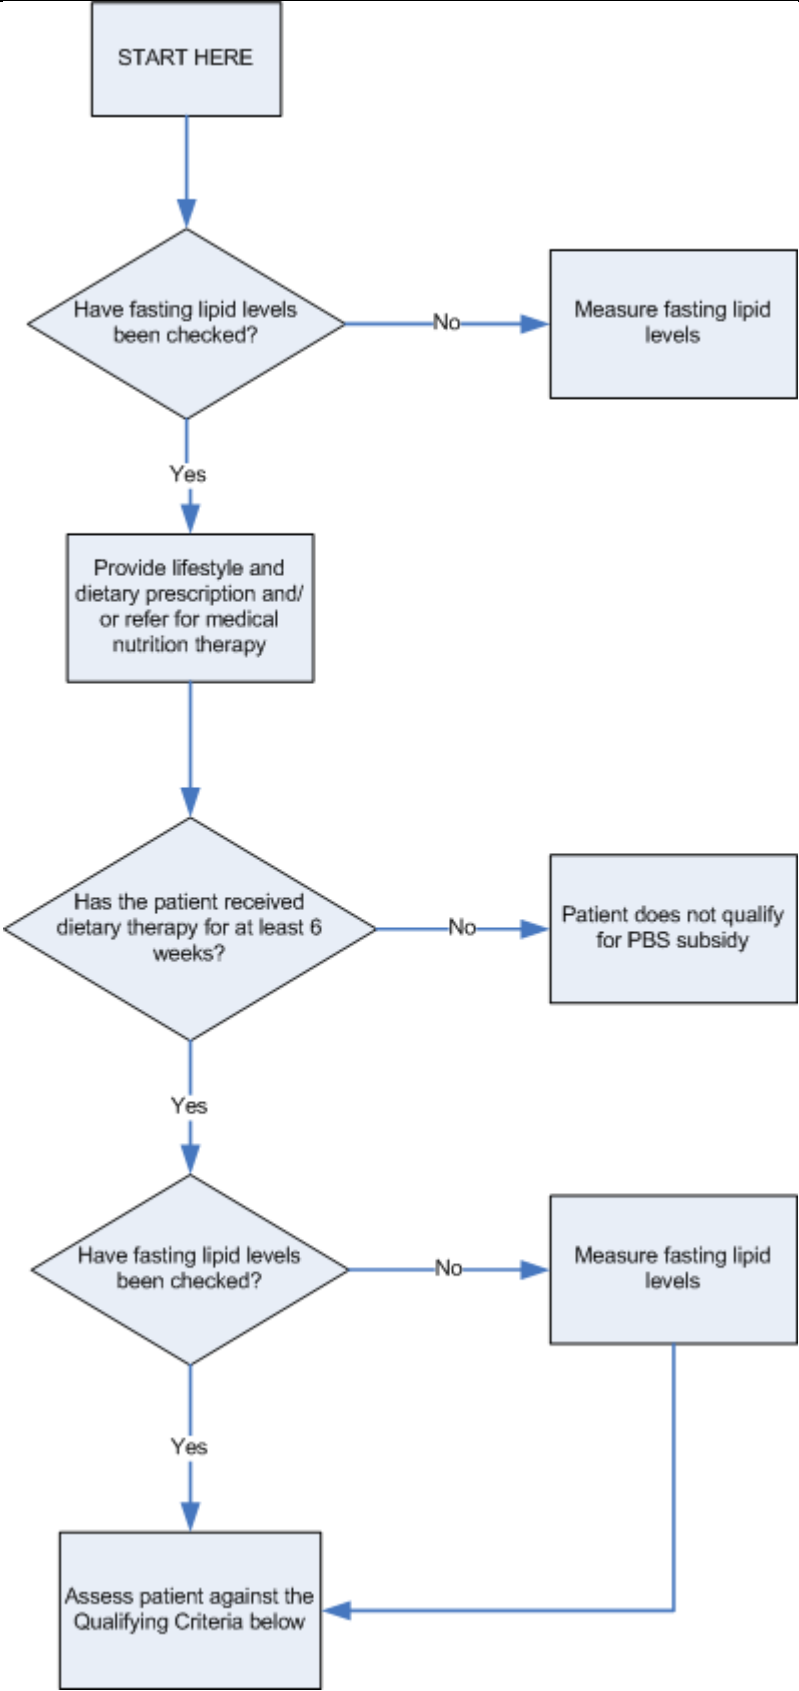 START HERE
Have fasting lipid levels
been checked?
No
Measure fasting lipid
levels
Yes
Provide lifestyle and
dietary prescription and/
or refer for medical
nutrition therapy
Has the patient received
dietary therapy for at least 6
weeks?
No
Patient does not qualify
for PBS subsidy
Yes
Have fasting lipid levels
been checked?
No
Measure fasting lipid
levels
Yes
Assess patient against the
Qualifying Criteria below